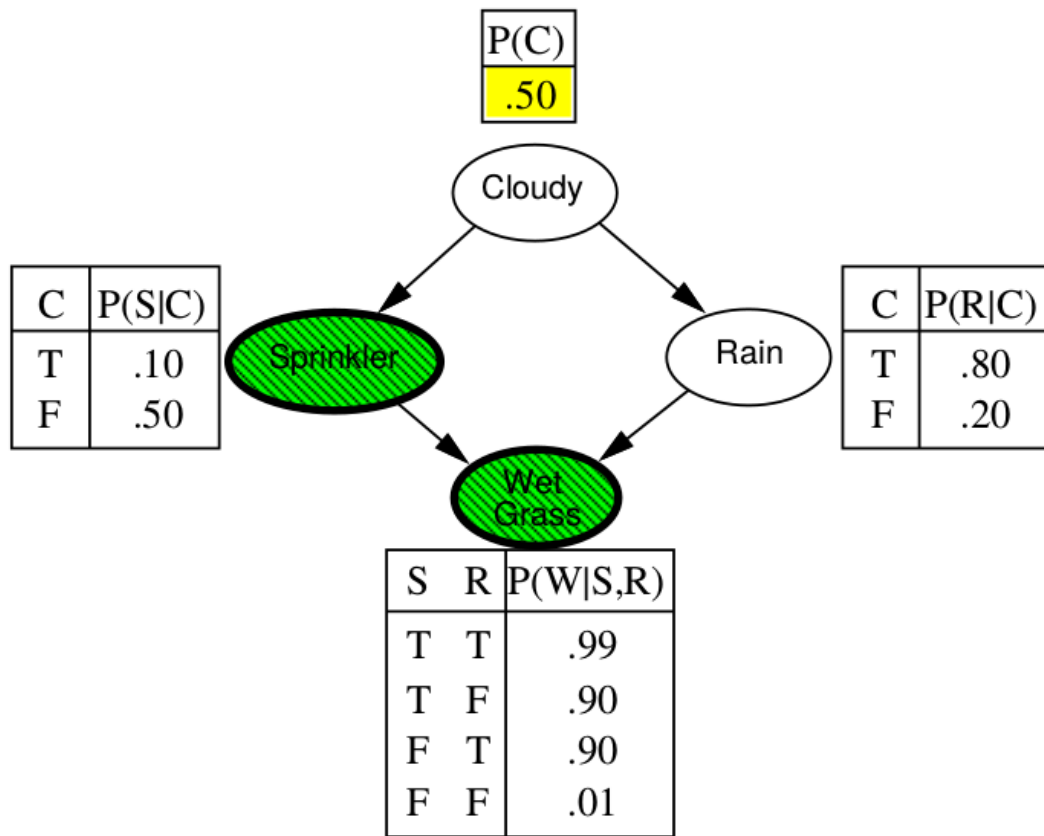 P(C)
.50
Cloudy
C P(S|C)
T .10
F .50
Sprinkler
Rain
C P(R|C)
T .80
F .20
Wet
Grass
S R P(W|S,R)
T T .99
T F .90
F T .90
F F .01